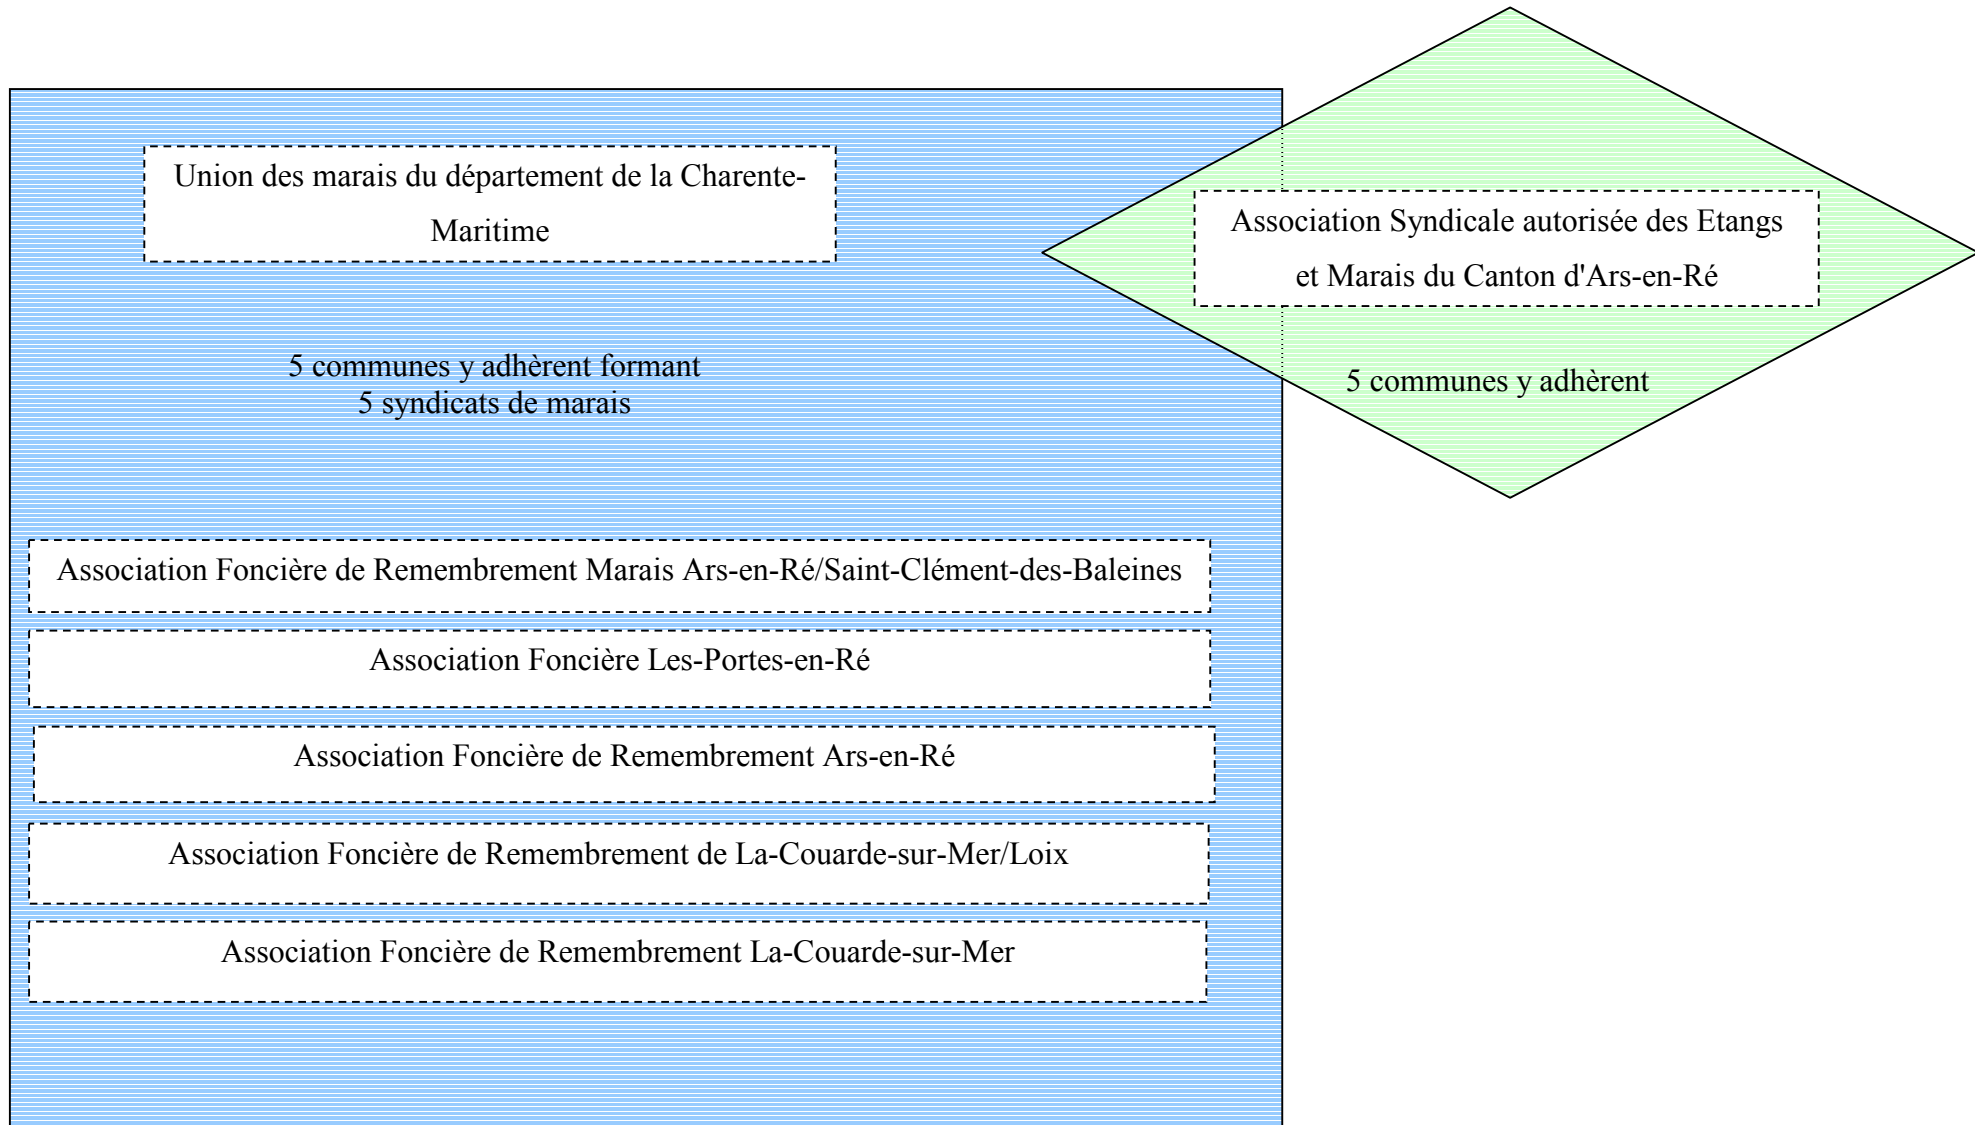 Union des marais du département de la Charente-
Maritime
Association Syndicale autorisée des Etangs
et Marais du Canton d'Ars-en-Ré
5 communes y adhèrent formant
5 syndicats de marais
5 communes y adhèrent
Association Foncière de Remembrement Marais Ars-en-Ré/Saint-Clément-des-Baleines
Association Foncière Les-Portes-en-Ré
Association Foncière de Remembrement Ars-en-Ré
Association Foncière de Remembrement de La-Couarde-sur-Mer/Loix
Association Foncière de Remembrement La-Couarde-sur-Mer